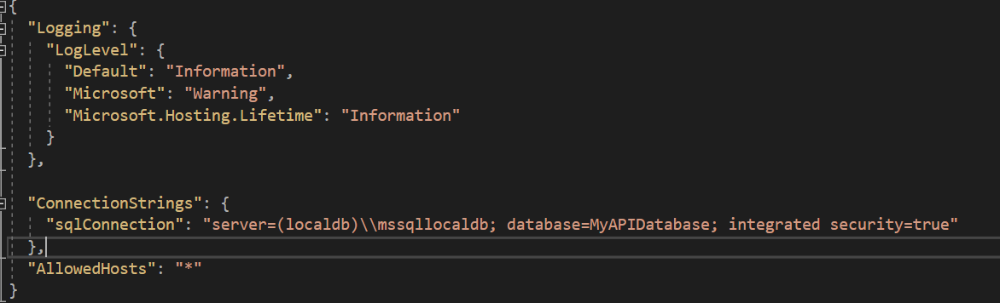 {
"Logging": {
"LogLevel": {
"Default": "Information",
"Microsoft": "Warning",
"Microsoft.Hosting.Lifetime": "Information"
}
},
"ConnectionStrings": {
"sqlConnection": "server=(localdb)\\mssqllocaldb; database=MyAPIDatabase; integrated security=true"
},
"AllowedHosts": "*"
}